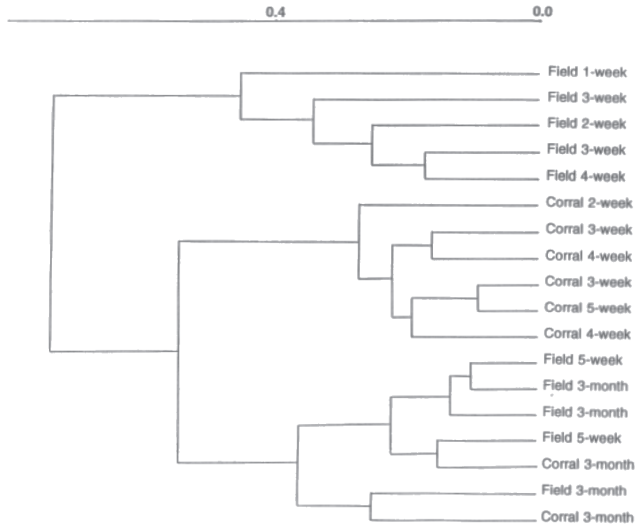 0.4 0.0
Field 1-week
Field 3-week
Field 2-week
Field 3-week
Field 4-week
Corral 2-week
Corral 3-week
Corral 4-week
Corral 3-week
Corral 5-week
Corral 4-week
Field 5-week
Field 3-month
Field 3-month
Field 5-week
Corral 3-month
Field 3-month
Corral 3-month